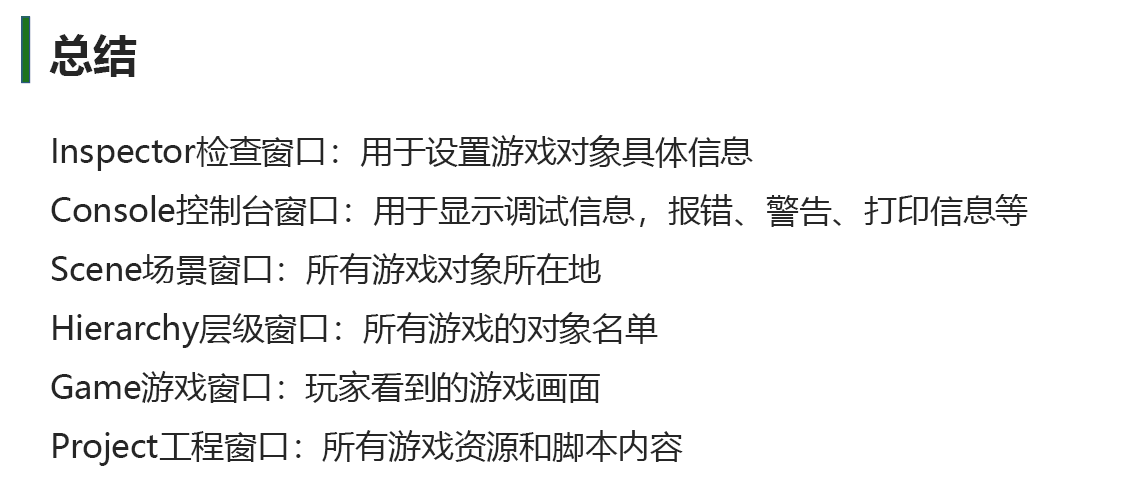 总结
Inspector检查窗口：用于设置游戏对象具体信息
Console控制台窗口：用于显示调试信息，报错、警告、打印信息等
Scene场景窗口：所有游戏对象所在地
Hierarchy层级窗口：所有游戏的对象名单
Game游戏窗口：玩家看到的游戏画面
Project工程窗口：所有游戏资源和脚本内容